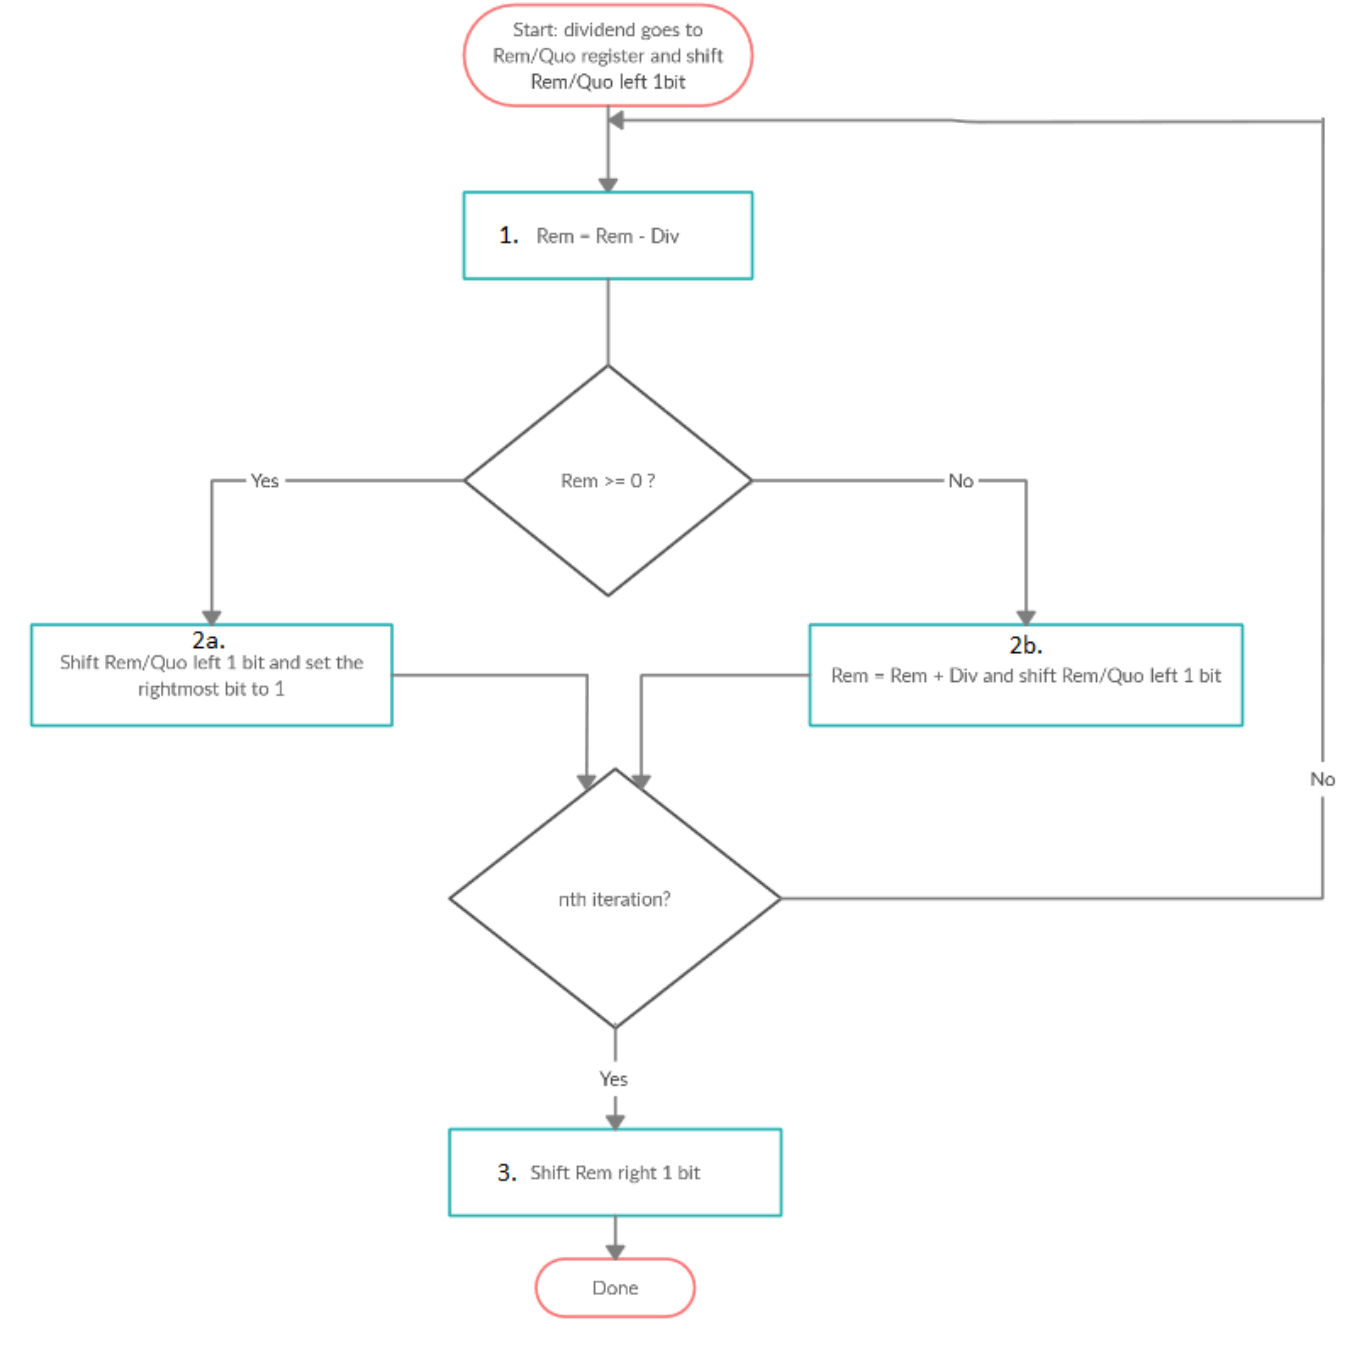 Start: dividend goes to
Rem/Quo register and shift
Rem/Quo left 1bit
1. Rem = Rem - Div
Rem >= 0 ?
Yes
No
2a.
Shift Rem/Quo left 1 bit and set the
rightmost bit to 1
2b.
Rem = Rem + Div and shift Rem/Quo left 1 bit
No
nth iteration?
Yes
3. Shift Rem right 1 bit
Done